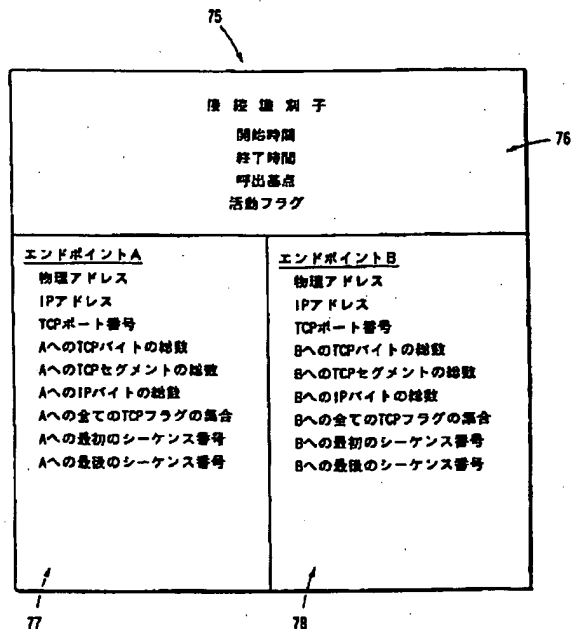 75
接続識別子
開始時間
終了時間
呼出基点
活動フラグ
76
エンドポイントA
物理アドレス
IPアドレス
TCPポート番号
AへのTCPバイトの総数
AへのTCPセグメントの総数
AへのIPバイトの総数
Aへの全てのTCPフラグの集合
Aへの最初のシーケンス番号
Aへの最後のシーケンス番号
エンドポイントB
物理アドレス
IPアドレス
TCPポート番号
BへのTCPバイトの総数
BへのTCPセグメントの総数
BへのIPバイトの総数
Bへの全てのTCPフラグの集合
Bへの最初のシーケンス番号
Bへの最後のシーケンス番号
77
78